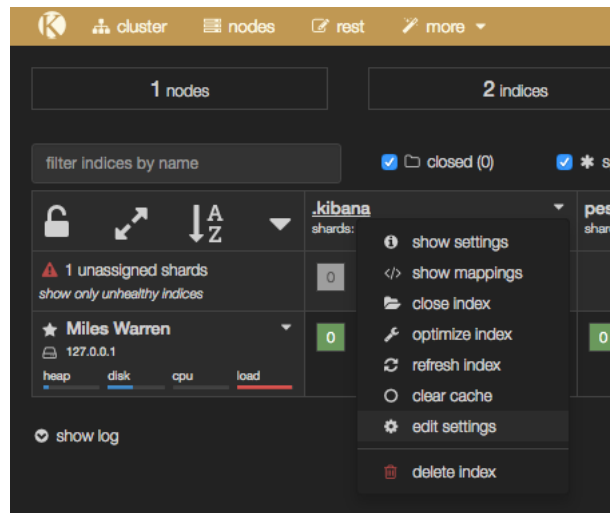 cluster nodes rest more
1 nodes 2 indices
filter indices by name closed (0)
A
Z
.kibana
shards:
show settings
show mappings
close index
optimize index
refresh index
clear cache
edit settings
delete index
1 unassigned shards
show only unhealthy indices
0
Miles Warren
127.0.0.1
heap disk cpu load
0
0
show log